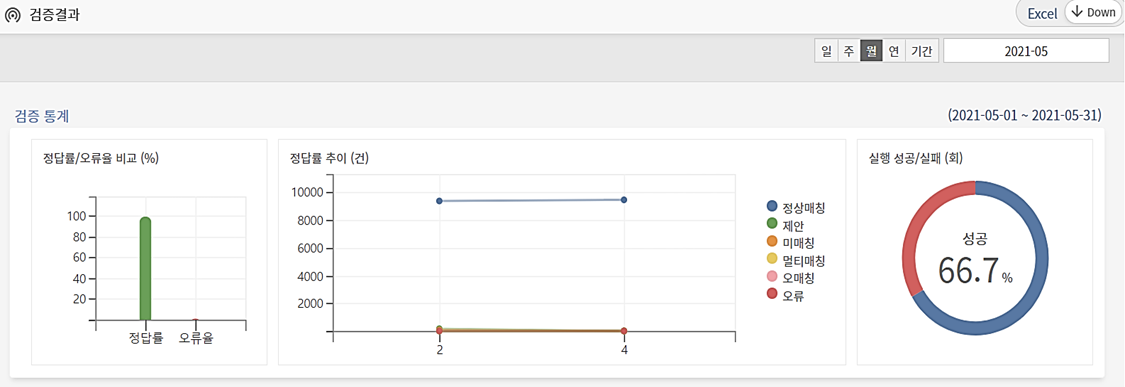 검증결과
Excel Down
일 주 월 연 기간 2021-05
검증 통계
(2021-05-01 ~ 2021-05-31)
정답률/오류율 비교 (%)
100
80
60
40
20
정답률 오류율
정답률 추이 (건)
10000
8000
6000
4000
2000
2 4
정상매칭
제안
미매칭
멀티매칭
오매칭
오류
실행 성공/실패 (회)
성공
66.7 %